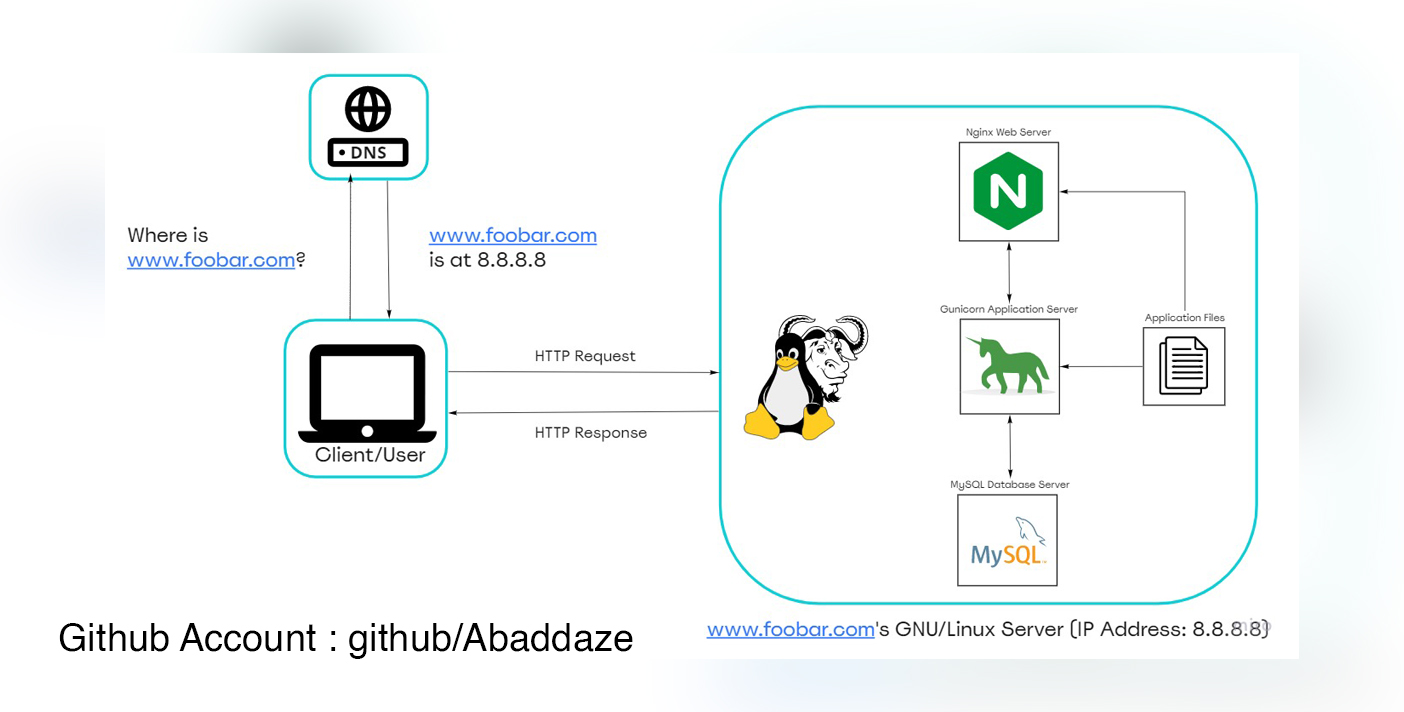 DNS
Where is
www.foobar.com?
www.foobar.com
is at 8.8.8.8
Client/User
HTTP Request
HTTP Response
Nginx Web Server
N
Gunicorn Application Server
Application Files
MySQL Database Server
MySQL
www.foobar.com's GNU/Linux Server (IP Address: 8.8.8.8)
miro
Github Account : github/Abaddaze